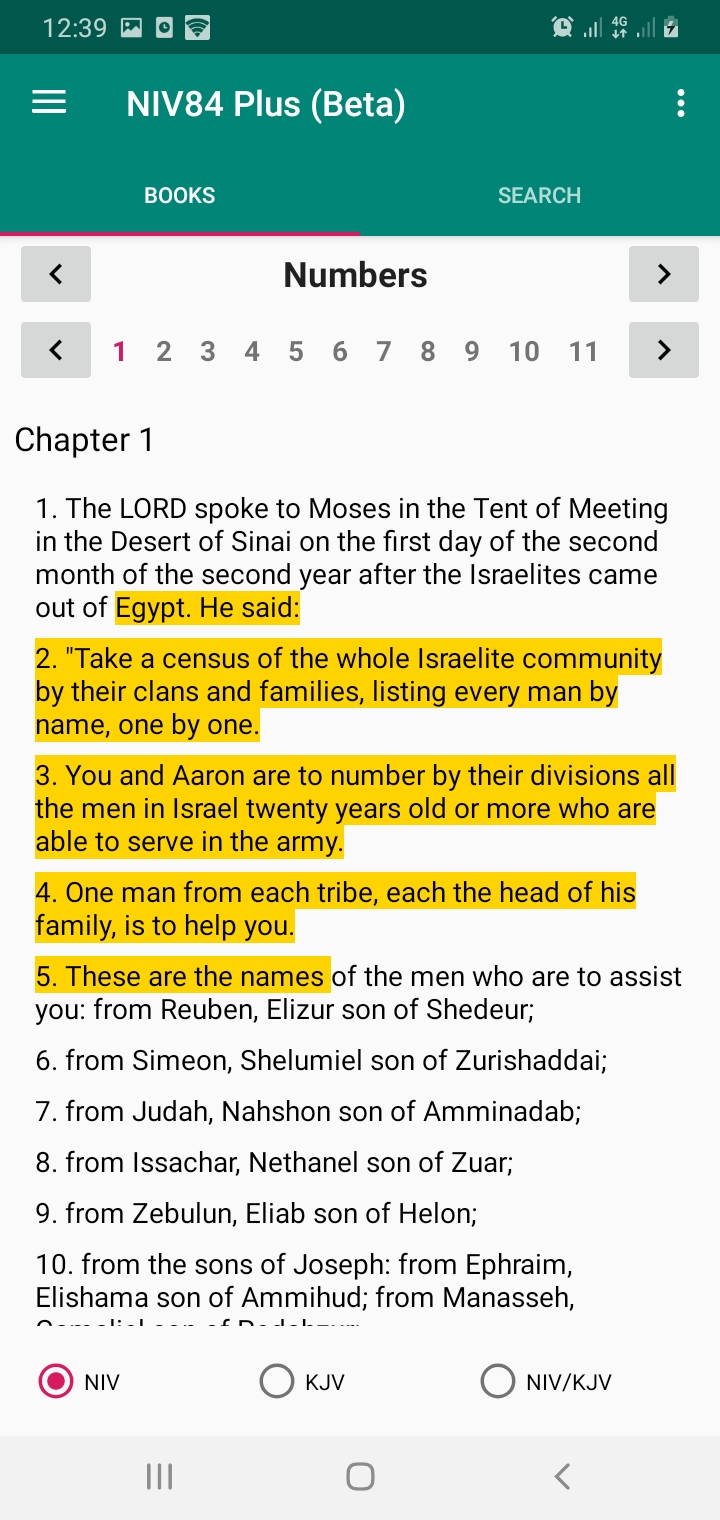 12:39
4G
NIV84 Plus (Beta)
BOOKS
SEARCH
Numbers
1 2 3 4 5 6 7 8 9 10 11
Chapter 1
1. The LORD spoke to Moses in the Tent of Meeting
in the Desert of Sinai on the first day of the second
month of the second year after the Israelites came
out of Egypt. He said:
2. "Take a census of the whole Israelite community
by their clans and families, listing every man by
name, one by one.
3. You and Aaron are to number by their divisions all
the men in Israel twenty years old or more who are
able to serve in the army.
4. One man from each tribe, each the head of his
family, is to help you.
5. These are the names of the men who are to assist
you: from Reuben, Elizur son of Shedeur;
6. from Simeon, Shelumiel son of Zurishaddai;
7. from Judah, Nahshon son of Amminadab;
8. from Issachar, Nethanel son of Zuar;
9. from Zebulun, Eliab son of Helon;
10. from the sons of Joseph: from Ephraim,
Elishama son of Ammihud; from Manasseh,
NIV
KJV
NIV/KJV